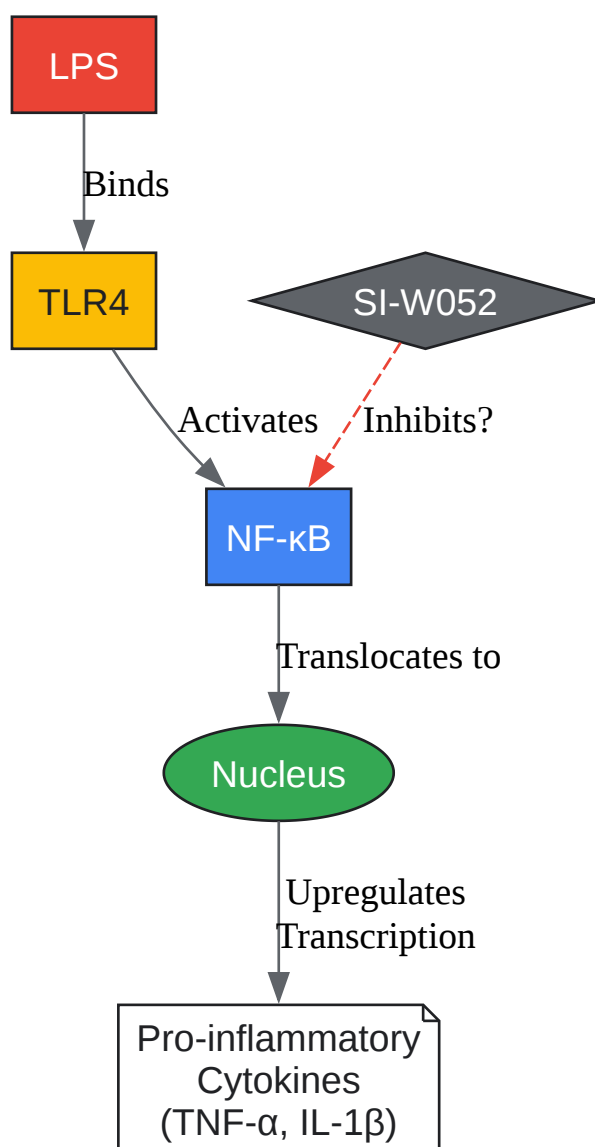 LPS
Binds
TLR4
SI-W052
Activates
Inhibits?
NF-κB
Translocates to
Nucleus
Upregulates
Transcription
Pro-inflammatory
Cytokines
(TNF-α, IL-1β)